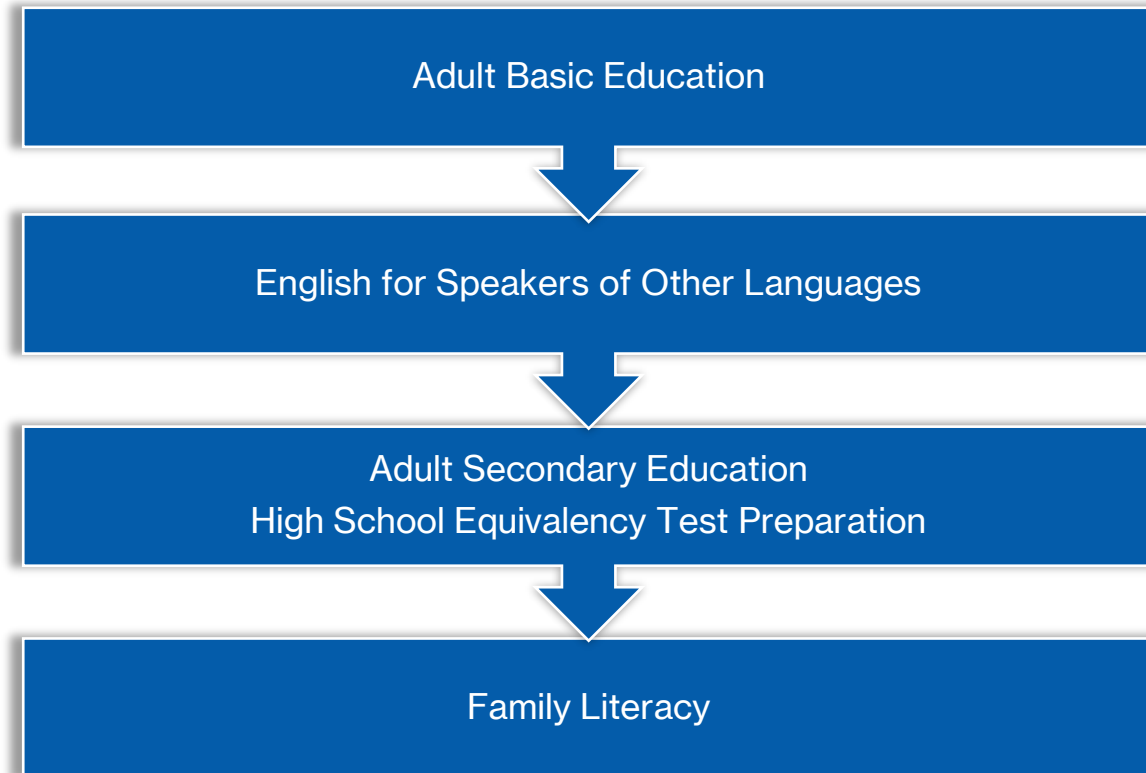 Adult Basic Education
English for Speakers of Other Languages
Adult Secondary Education
High School Equivalency Test Preparation
Family Literacy